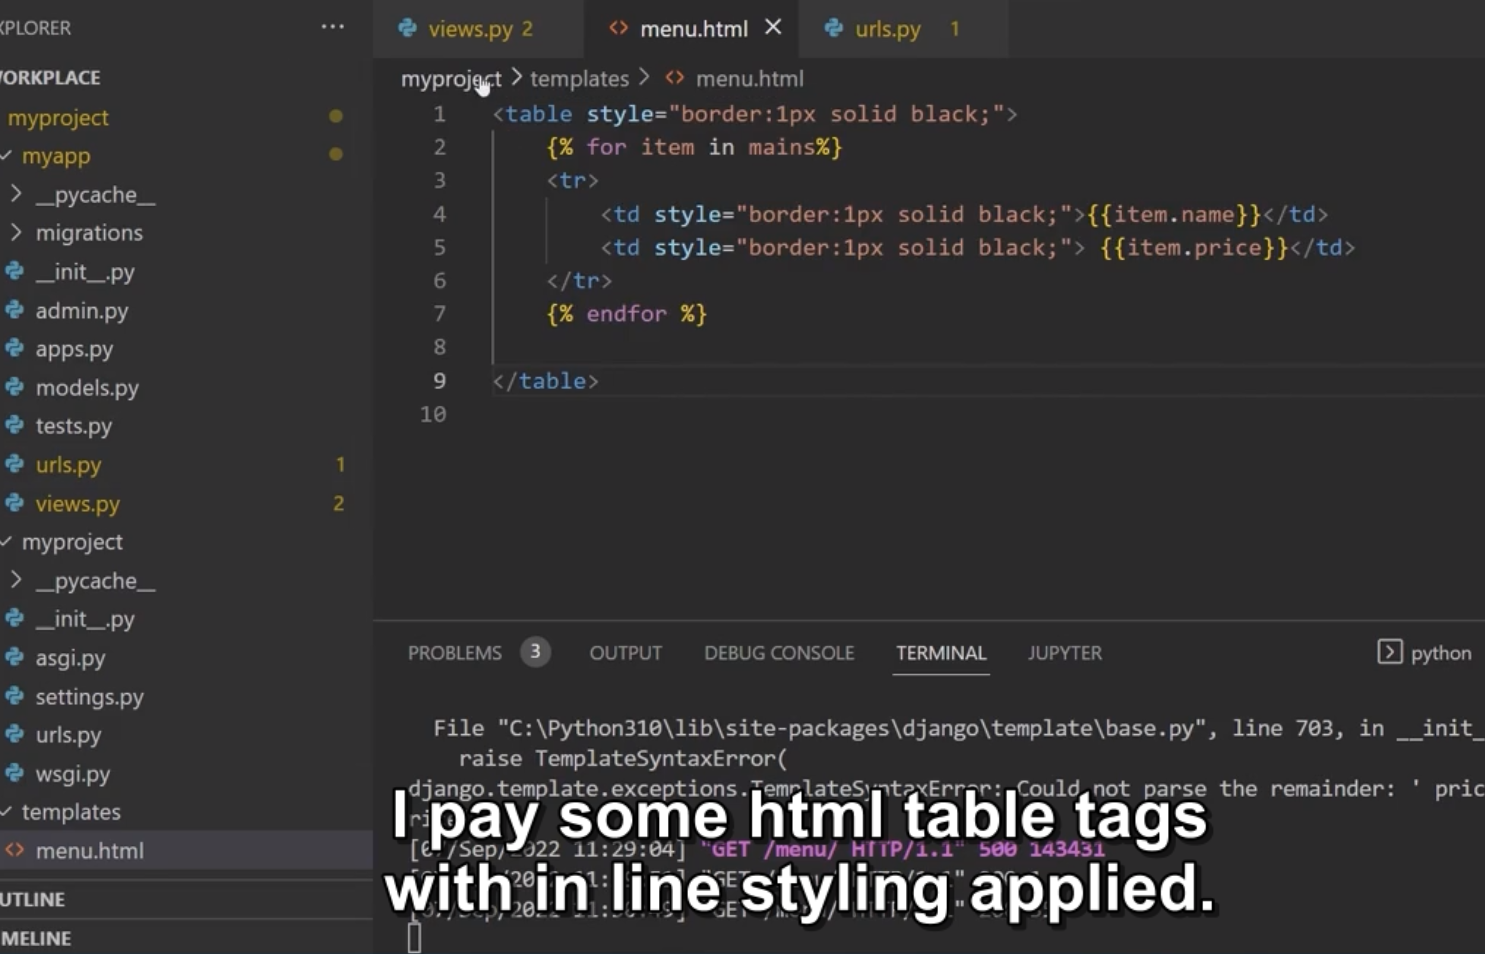 XPLORER ···
WORKPLACE
myproject
myapp
__pycache__
migrations
__init__.py
admin.py
apps.py
models.py
tests.py
urls.py 1
views.py 2
myproject
__pycache__
__init__.py
asgi.py
settings.py
urls.py
wsgi.py
templates
menu.html
UTLINE
MELINE
views.py 2 <> menu.html × urls.py 1
myproject > templates > <> menu.html
1 <table style="border:1px solid black;">
2 {% for item in mains%}
3 <tr>
4 <td style="border:1px solid black;">{{item.name}}</td>
5 <td style="border:1px solid black;"> {{item.price}}</td>
6 </tr>
7 {% endfor %}
8
9 </table>
10
PROBLEMS 3 OUTPUT DEBUG CONSOLE TERMINAL JUPYTER python
File "C:\Python310\lib\site-packages\django\template\base.py", line 703, in __init_
raise TemplateSyntaxError(
django.template.exceptions.TemplateSyntaxError: Could not parse the remainder: ' pric
[07/Sep/2022 11:29:04] "GET /menu/ HTTP/1.1" 500 143431
I pay some html table tags
with in line styling applied.